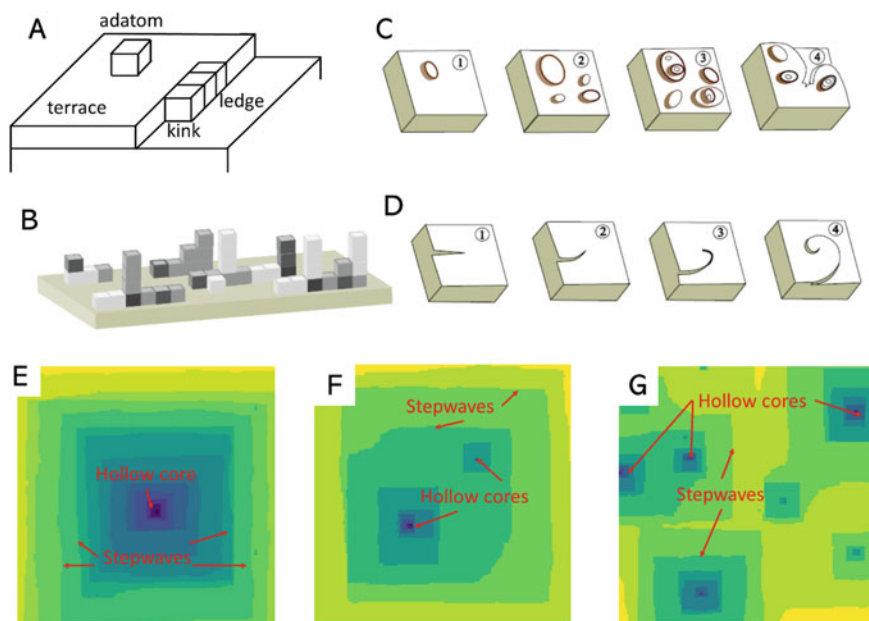 A
adatom
terrace
ledge
kink
B
C
①
②
③
④
D
①
②
③
④
E
Hollow core
Stepwaves
F
Stepwaves
Hollow cores
G
Hollow cores
Stepwaves